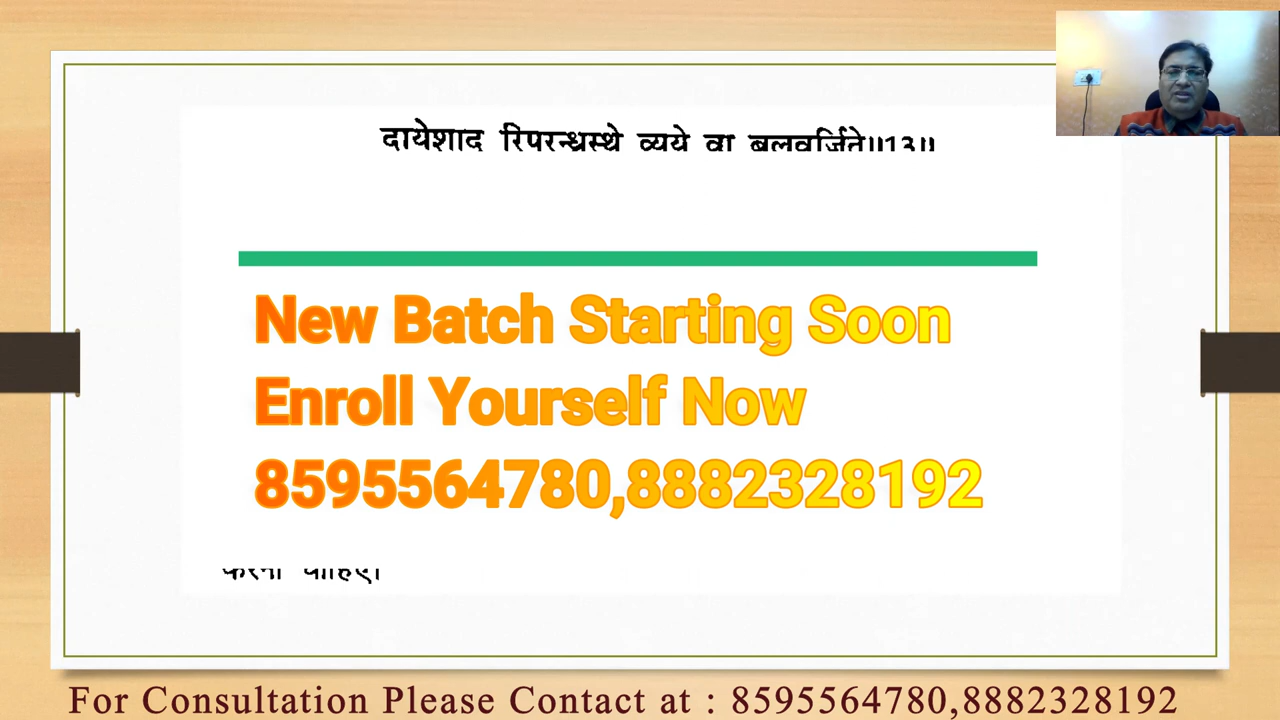 दायेशाद रिपरन्ध्रस्थे व्यये वा बलवर्जिते॥13॥
New Batch Starting Soon
Enroll Yourself Now
8595564780,8882328192
करना चाहिए।
For Consultation Please Contact at : 8595564780,8882328192